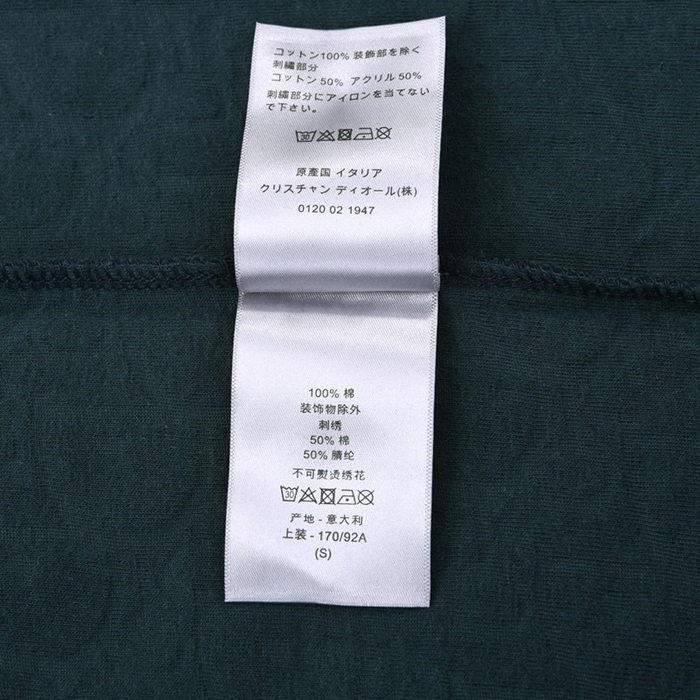 コットン100% 装飾部を除く
刺繍部分
コットン 50% アクリル 50%
刺繍部分にアイロンを当てない
で下さい。
30
原產国 イタリア
クリスチャン ディオール(株)
0120 02 1947
100% 棉
装饰物除外
刺绣
50% 棉
50% 腈纶
不可熨烫绣花
30
产地 - 意大利
上装 - 170/92A
(S)